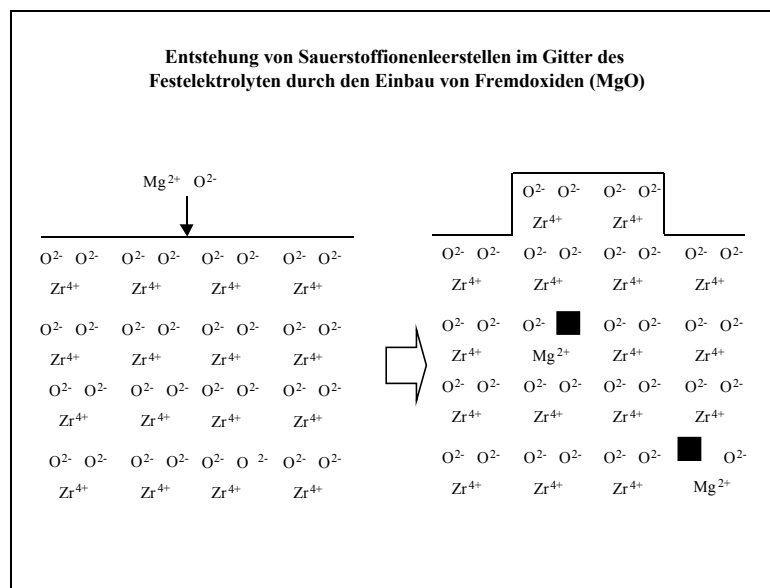 Entstehung von Sauerstoffionenleerstellen im Gitter des
Festelektrolyten durch den Einbau von Fremdoxiden (MgO)
Mg²⁺ O²⁻
O²⁻ O²⁻ O²⁻ O²⁻ O²⁻ O²⁻ O²⁻ O²⁻
Zr⁴⁺ Zr⁴⁺ Zr⁴⁺ Zr⁴⁺
O²⁻ O²⁻ O²⁻ O²⁻ O²⁻ O²⁻ O²⁻ O²⁻
Zr⁴⁺ Zr⁴⁺ Zr⁴⁺ Zr⁴⁺
O²⁻ O²⁻ O²⁻ O²⁻ O²⁻ O²⁻ O²⁻ O²⁻
Zr⁴⁺ Zr⁴⁺ Zr⁴⁺ Zr⁴⁺
O²⁻ O²⁻ O²⁻ O²⁻ O²⁻ O ²⁻ O²⁻ O²⁻
Zr⁴⁺ Zr⁴⁺ Zr⁴⁺ Zr⁴⁺
O²⁻ O²⁻ O²⁻ O²⁻
Zr⁴⁺ Zr⁴⁺
O²⁻ O²⁻ O²⁻ O²⁻ O²⁻ O²⁻ O²⁻ O²⁻
Zr⁴⁺ Zr⁴⁺ Zr⁴⁺ Zr⁴⁺
O²⁻ O²⁻ O²⁻ O²⁻ O²⁻ O²⁻ O²⁻
Zr⁴⁺ Mg²⁺ Zr⁴⁺ Zr⁴⁺
O²⁻ O²⁻ O²⁻ O²⁻ O²⁻ O²⁻ O²⁻ O²⁻
Zr⁴⁺ Zr⁴⁺ Zr⁴⁺ Zr⁴⁺
O²⁻ O²⁻ O²⁻ O²⁻ O²⁻ O²⁻ O²⁻
Zr⁴⁺ Zr⁴⁺ Zr⁴⁺ Mg²⁺